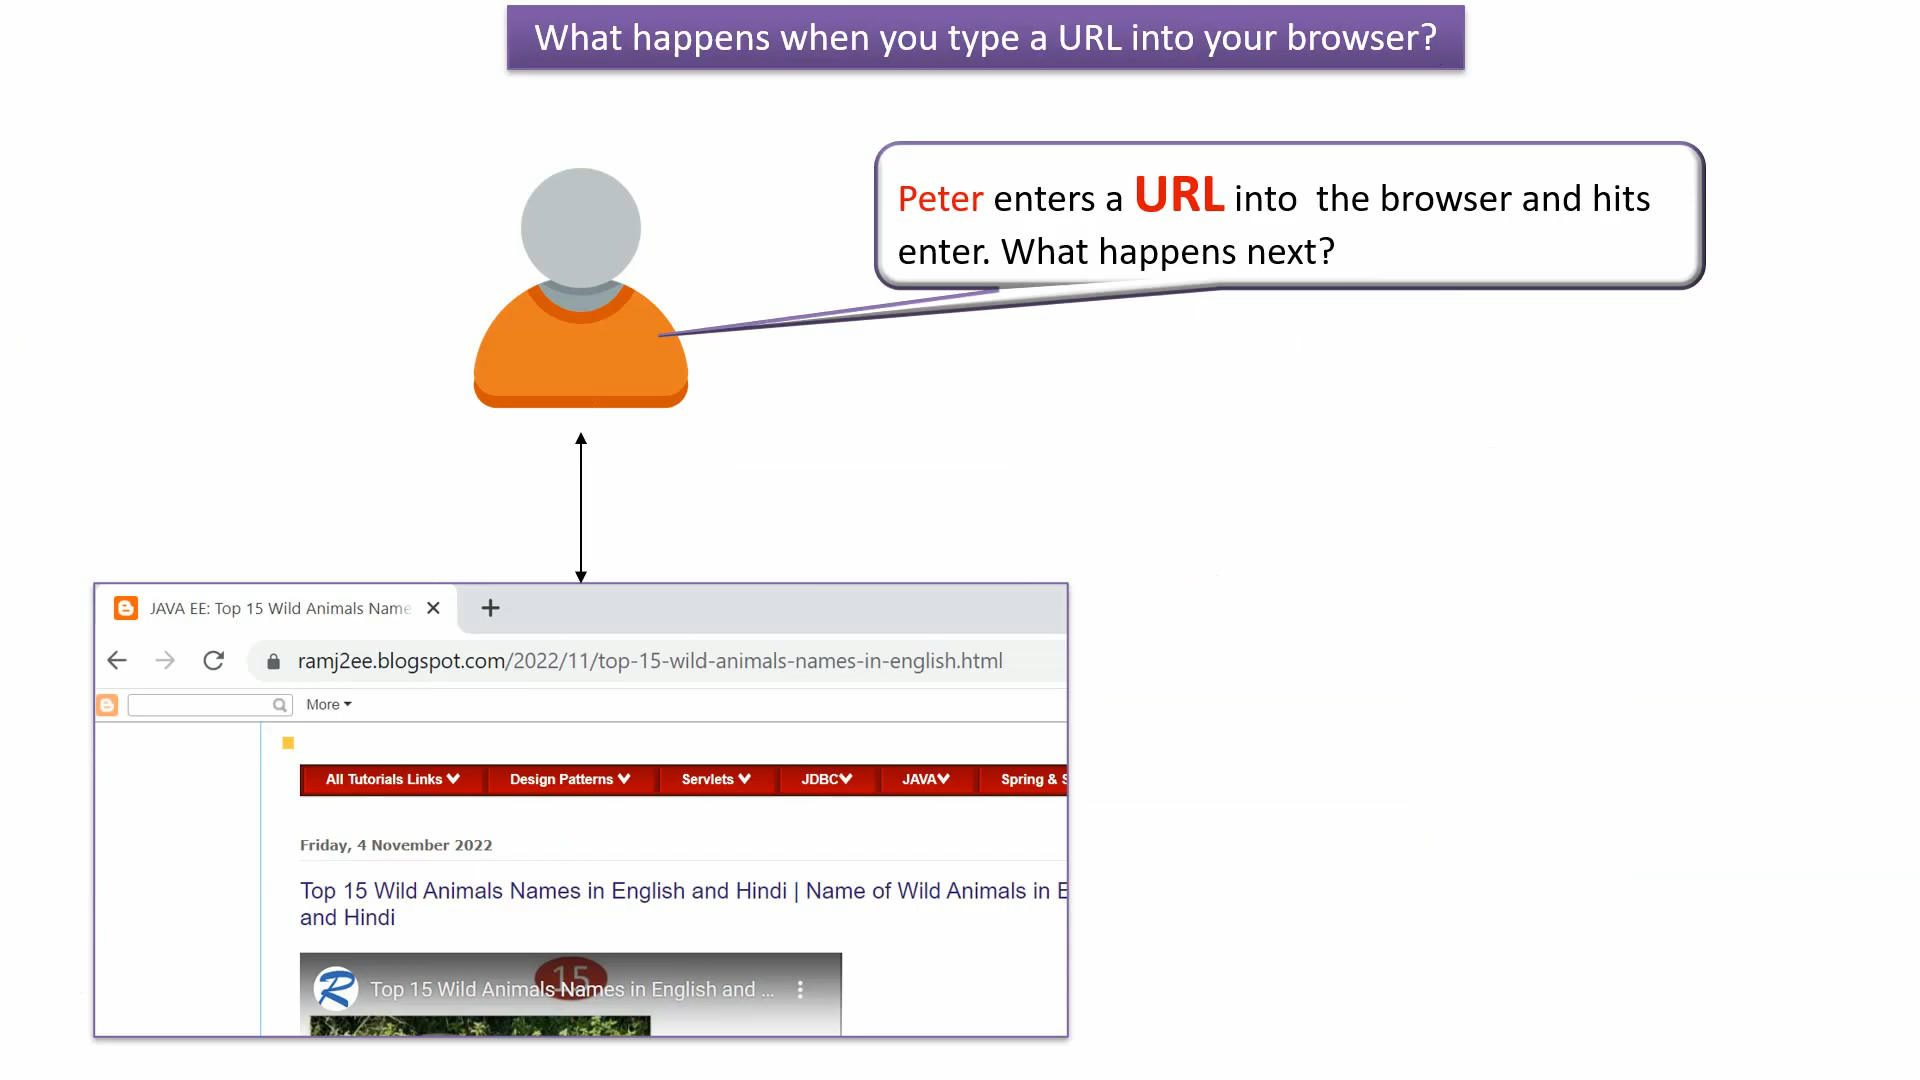 What happens when you type a URL into your browser?
Peter enters a URL into the browser and hits
enter. What happens next?
JAVA EE: Top 15 Wild Animals Name
ramj2ee.blogspot.com/2022/11/top-15-wild-animals-names-in-english.html
More
All Tutorials Links Design Patterns Servlets JDBC JAVA Spring & S
Friday, 4 November 2022
Top 15 Wild Animals Names in English and Hindi | Name of Wild Animals in E
and Hindi
15
Top 15 Wild Animals Names in English and ...